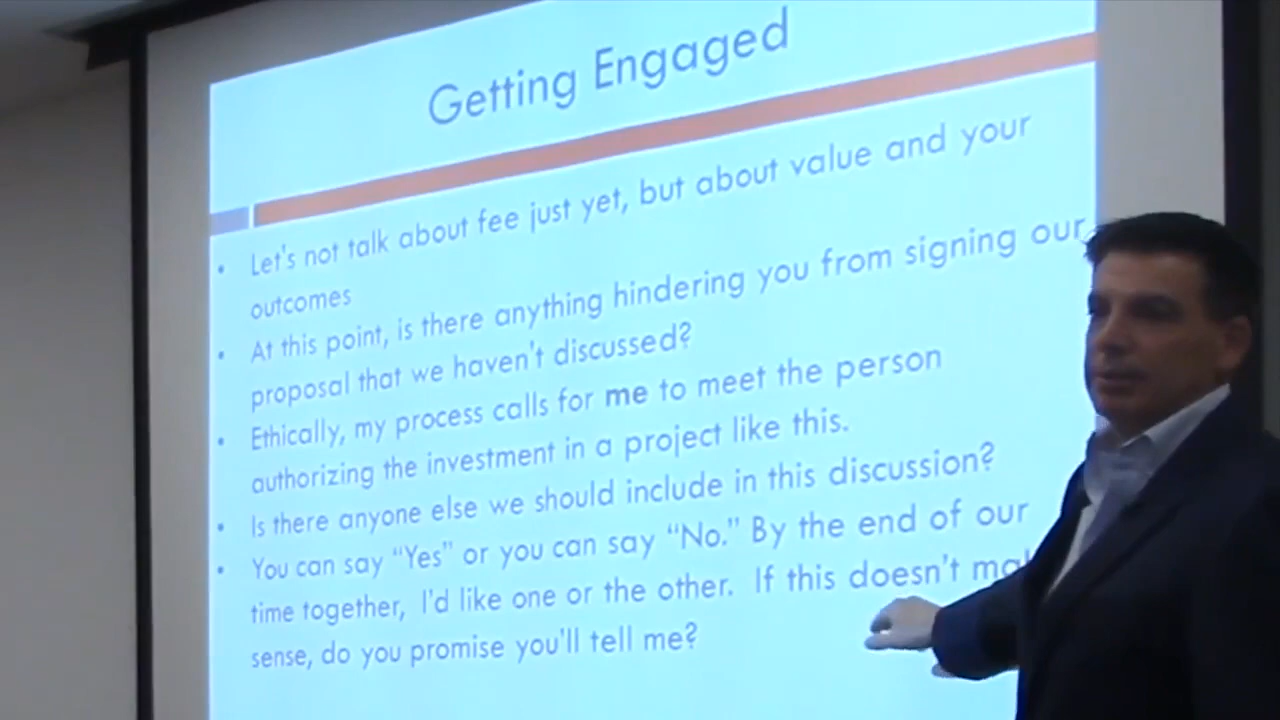 Getting Engaged
• Let's not talk about fee just yet, but about value and your
outcomes
• At this point, is there anything hindering you from signing our
proposal that we haven't discussed?
• Ethically, my process calls for me to meet the person
authorizing the investment in a project like this.
• Is there anyone else we should include in this discussion?
• You can say “Yes” or you can say “No.” By the end of our
time together, I'd like one or the other. If this doesn't
sense, do you promise you'll tell me?